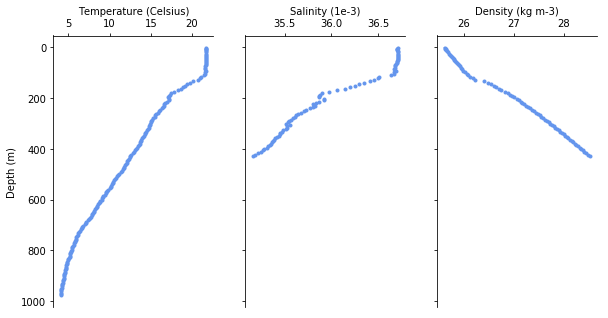 Temperature (Celsius)
5 10 15 20
Salinity (1e-3)
35.5 36.0 36.5
Density (kg m-3)
26 27 28
Depth (m)
0
200
400
600
800
1000